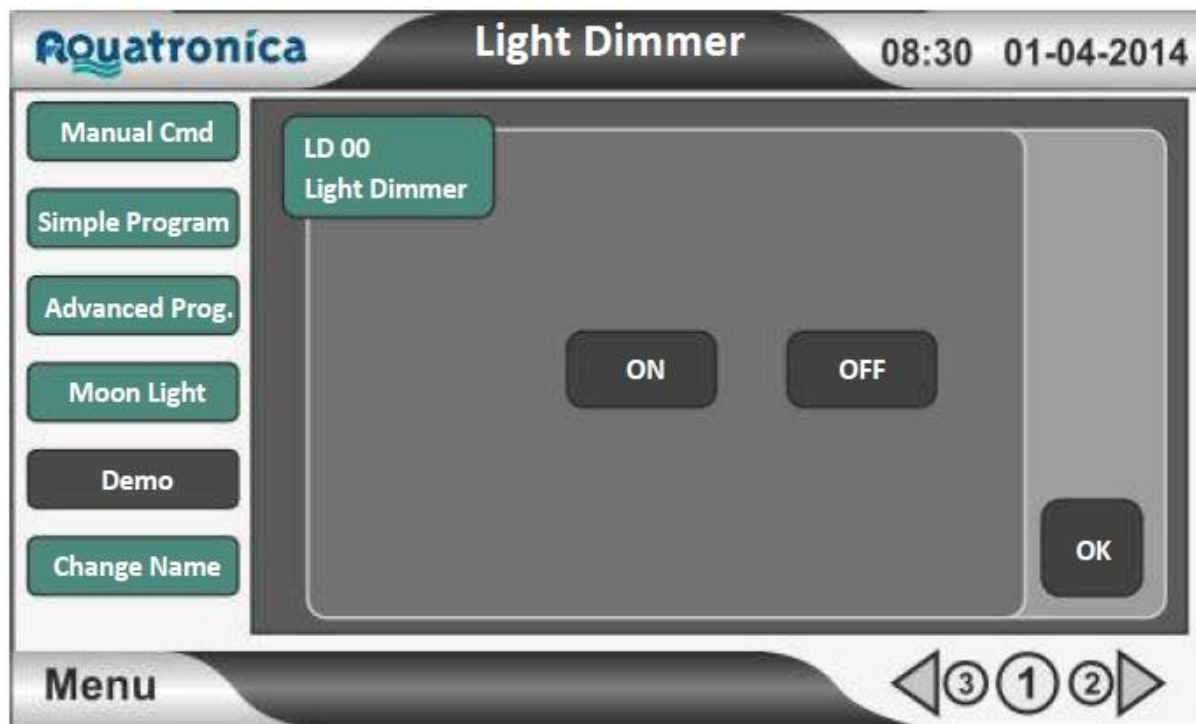 Aquatronica
Light Dimmer
08:30 01-04-2014
Manual Cmd
Simple Program
Advanced Prog.
Moon Light
Demo
Change Name
LD 00
Light Dimmer
ON
OFF
OK
Menu
3 1 2